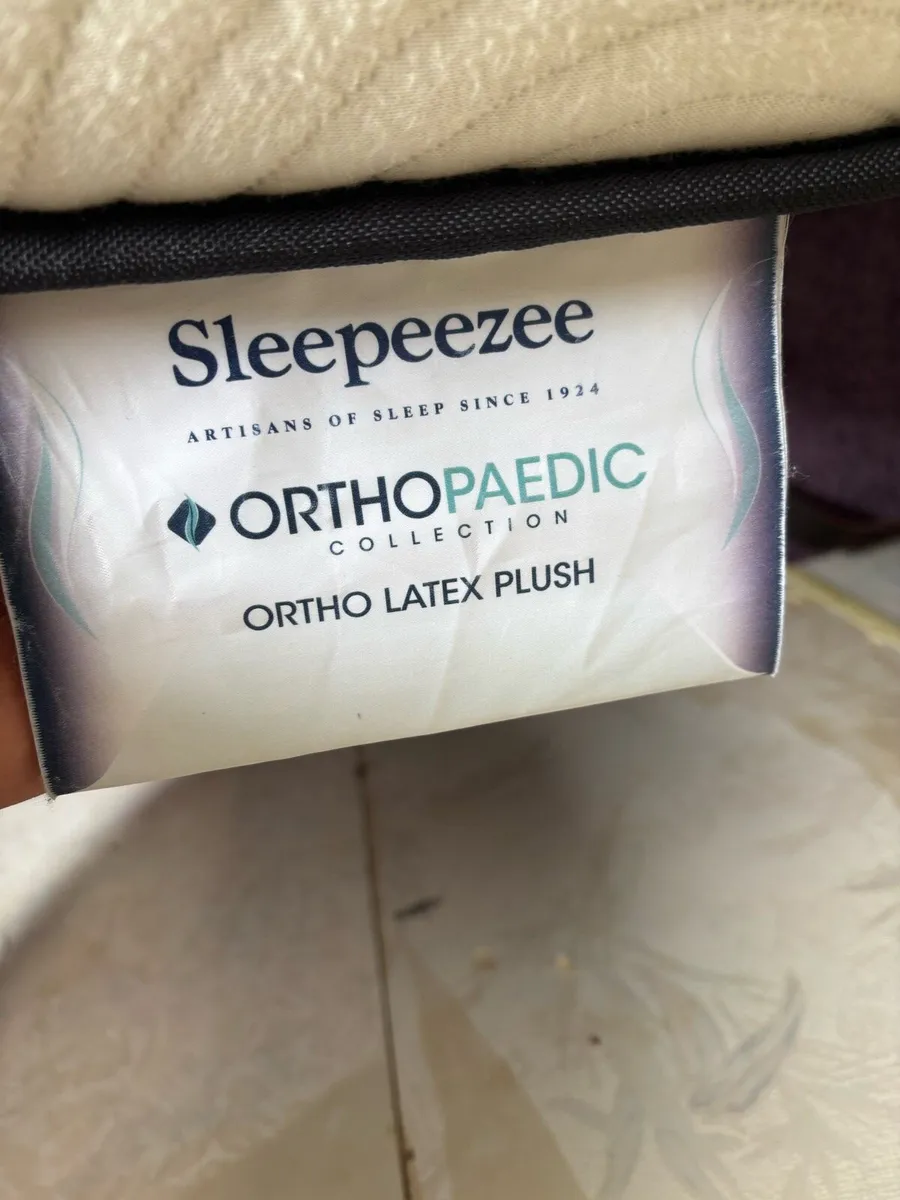 Sleepeezee
ARTISANS OF SLEEP SINCE 1924
ORTHOPAEDIC
COLLECTION
ORTHO LATEX PLUSH